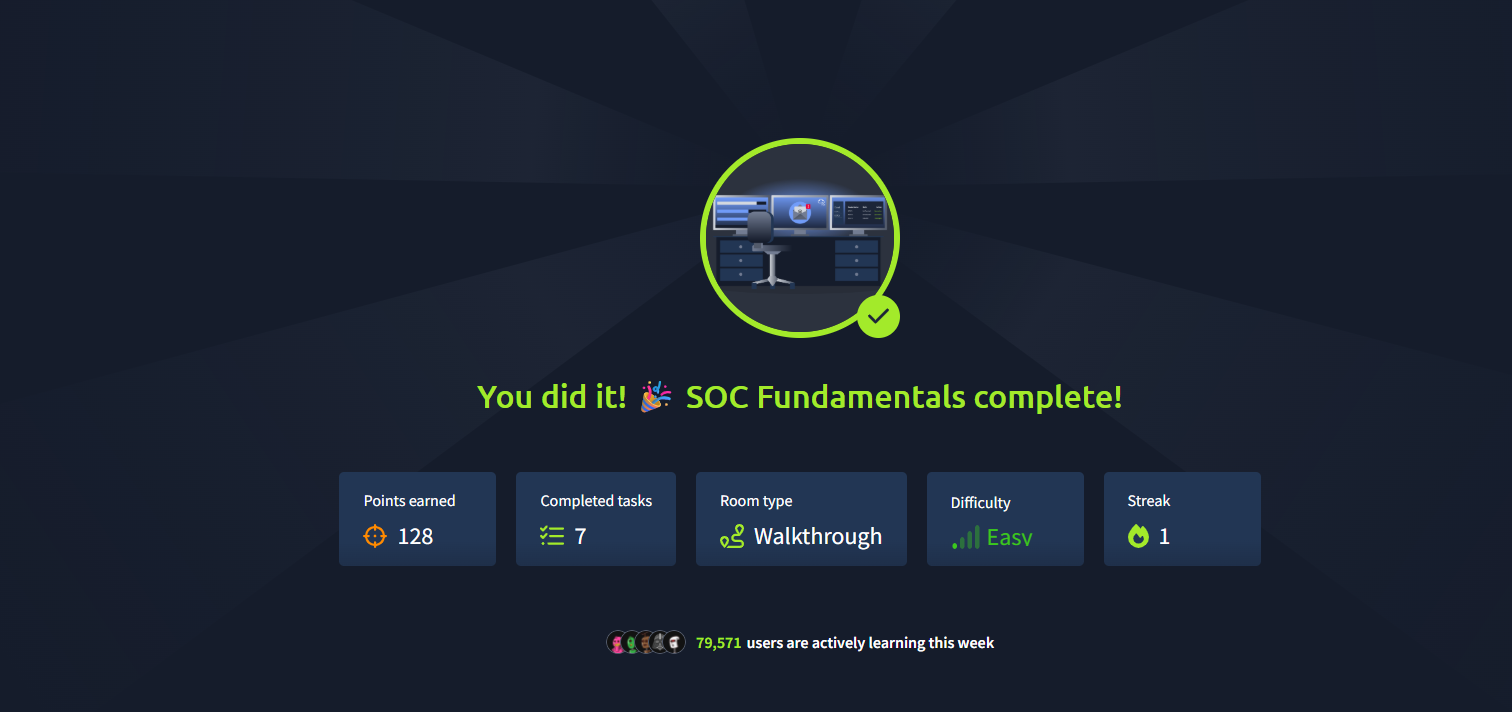 You did it! 🎉 SOC Fundamentals complete!
Points earned
128
Completed tasks
7
Room type
Walkthrough
Difficulty
Easy
Streak
1
79,571 users are actively learning this week